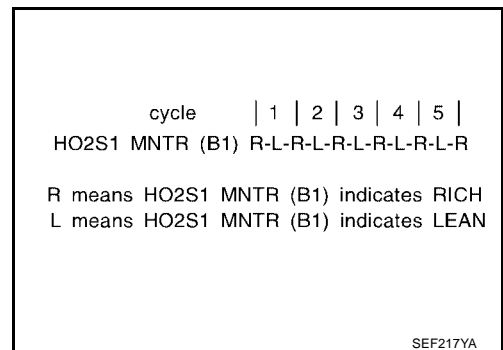 cycle | 1 | 2 | 3 | 4 | 5 |
HO2S1 MNTR (B1) R-L-R-L-R-L-R-L-R-L-R
R means HO2S1 MNTR (B1) indicates RICH
L means HO2S1 MNTR (B1) indicates LEAN
SEF217YA